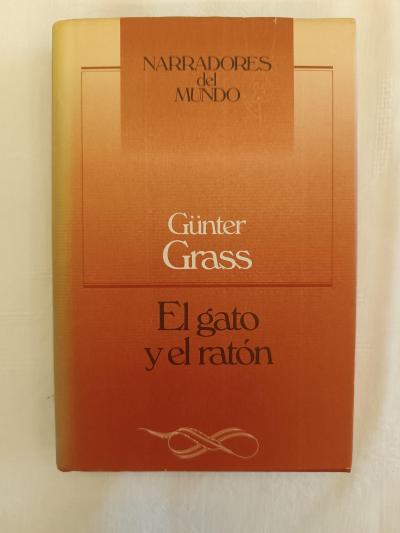 NARRADORES
del
MUNDO
Günter
Grass
El gato
y el ratón